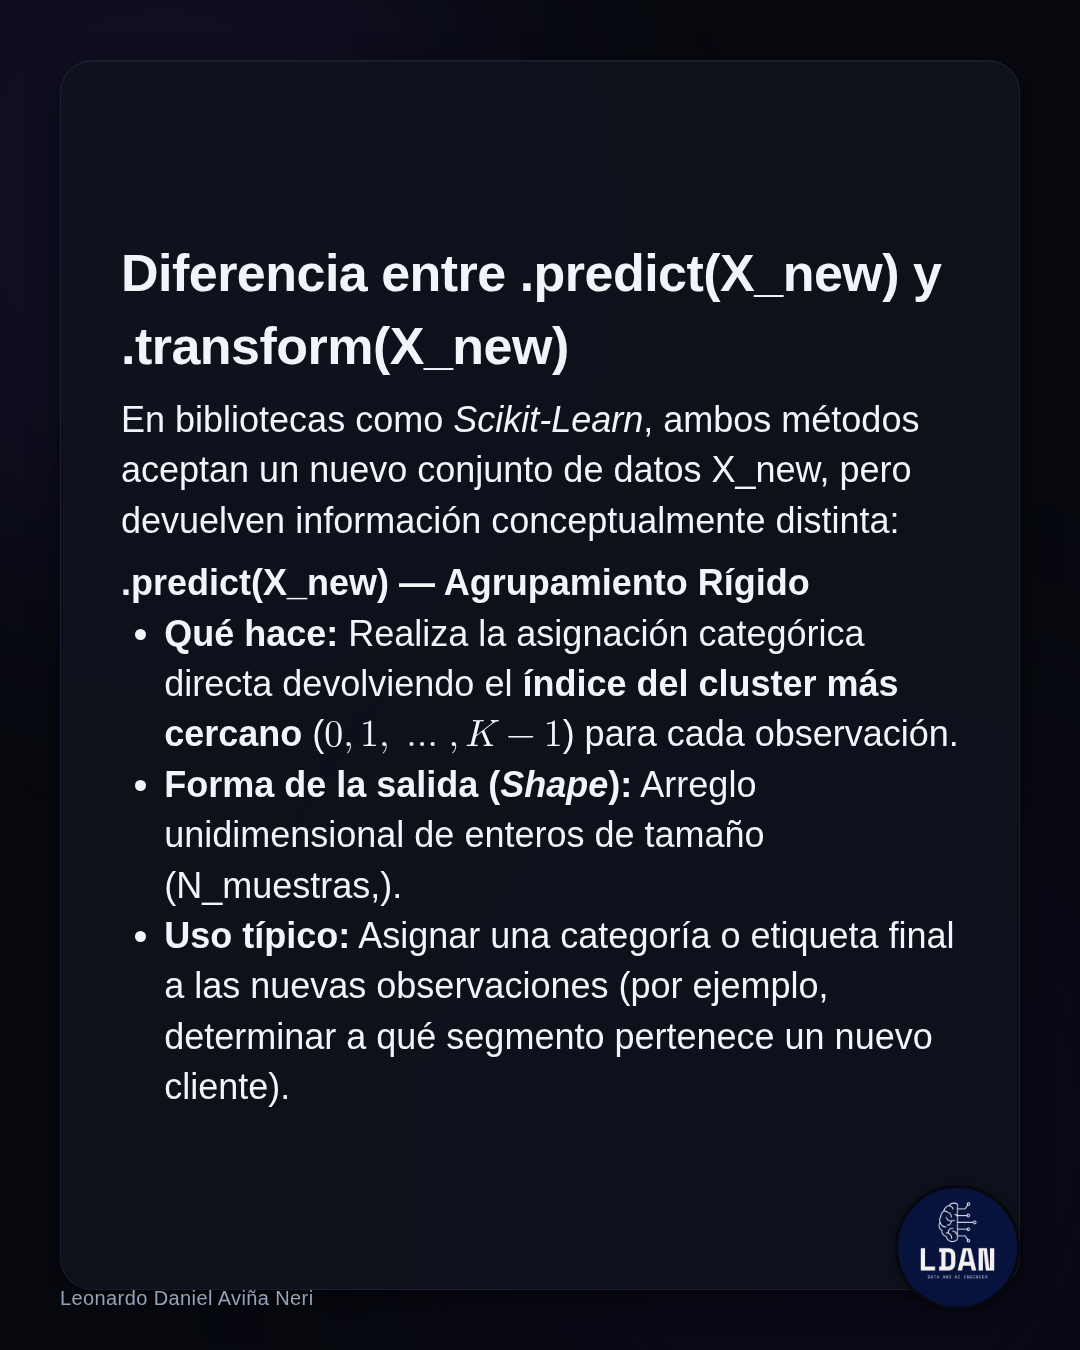 Diferencia entre .predict(X_new) y
.transform(X_new)
En bibliotecas como Scikit-Learn, ambos métodos
aceptan un nuevo conjunto de datos X_new, pero
devuelven información conceptualmente distinta:
.predict(X_new) — Agrupamiento Rígido
• Qué hace: Realiza la asignación categórica
directa devolviendo el índice del cluster más
cercano (0, 1, ... , K − 1) para cada observación.
• Forma de la salida (Shape): Arreglo
unidimensional de enteros de tamaño
(N_muestras,).
• Uso típico: Asignar una categoría o etiqueta final
a las nuevas observaciones (por ejemplo,
determinar a qué segmento pertenece un nuevo
cliente).
LDAN
DATA AND AI ENGINEER
Leonardo Daniel Aviña Neri